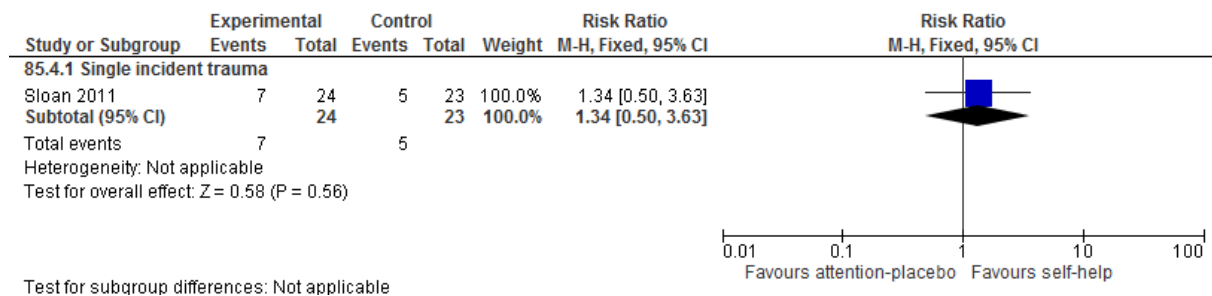 Experimental Control Risk Ratio Risk Ratio
Study or Subgroup Events Total Events Total Weight M-H, Fixed, 95% CI M-H, Fixed, 95% CI
85.4.1 Single incident trauma
Sloan 2011 7 24 5 23 100.0% 1.34 [0.50, 3.63]
Subtotal (95% CI) 24 23 100.0% 1.34 [0.50, 3.63]
Total events 7 5
Heterogeneity: Not applicable
Test for overall effect: Z = 0.58 (P = 0.56)
0.01 0.1 1 10 100
Favours attention-placebo Favours self-help
Test for subgroup differences: Not applicable